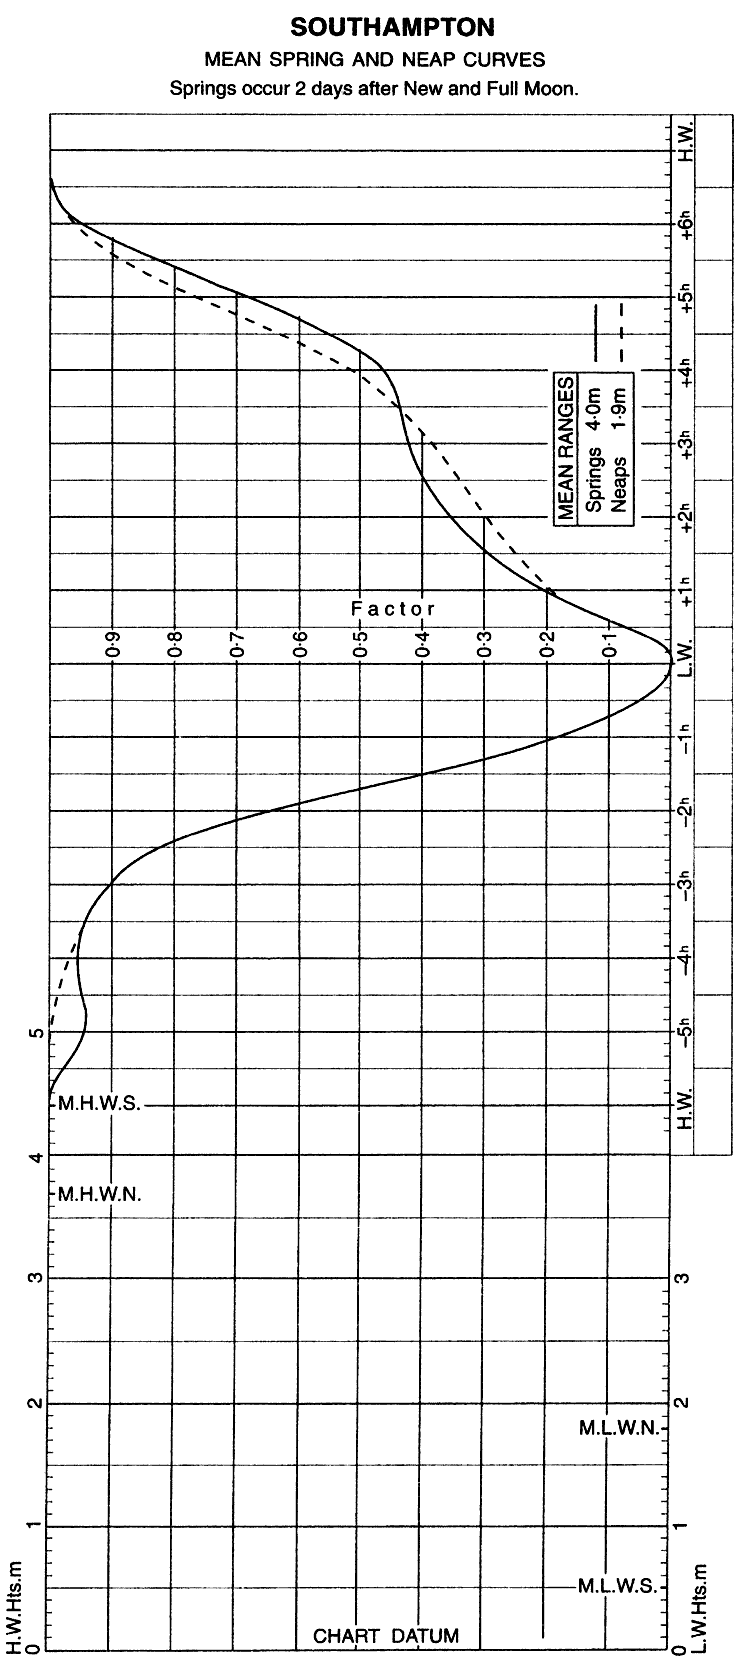 SOUTHAMPTON
MEAN SPRING AND NEAP CURVES
Springs occur 2 days after New and Full Moon.
H.W.
+6h
+5h
+4h
+3h
+2h
+1h
L.W.
-1h
-2h
-3h
-4h
-5h
H.W.
MEAN RANGES
Springs 4·0m
Neaps 1·9m
Factor
0·9
0·8
0·7
0·6
0·5
0·4
0·3
0·2
0·1
5
M.H.W.S.
4
M.H.W.N.
3
3
2
2
M.L.W.N.
1
1
M.L.W.S.
CHART DATUM
0
0
H.W.Hts.m
L.W.Hts.m